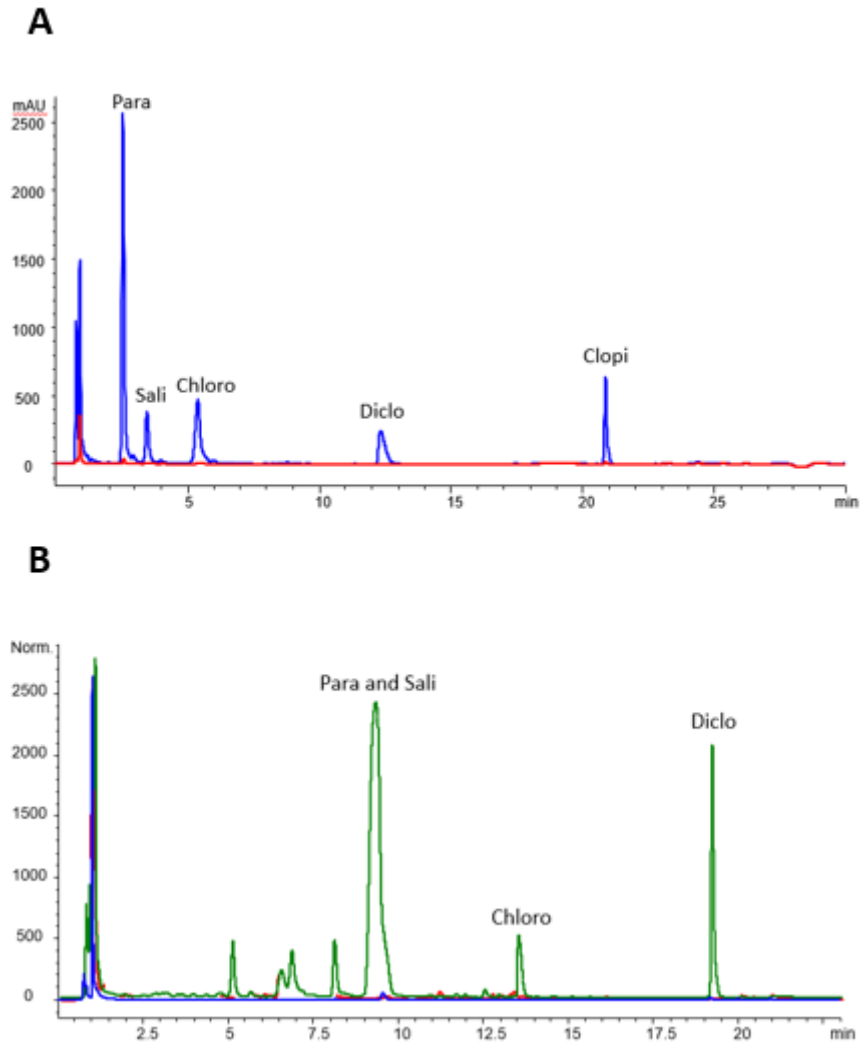 A
mAU
Para
2500
2000
1500
1000
500
0
Sali
Chloro
Diclo
Clopi
5 10 15 20 25 min
B
Norm.
2500
2000
1500
1000
500
0
Para and Sali
Chloro
Diclo
2.5 5 7.5 10 12.5 15 17.5 20 min